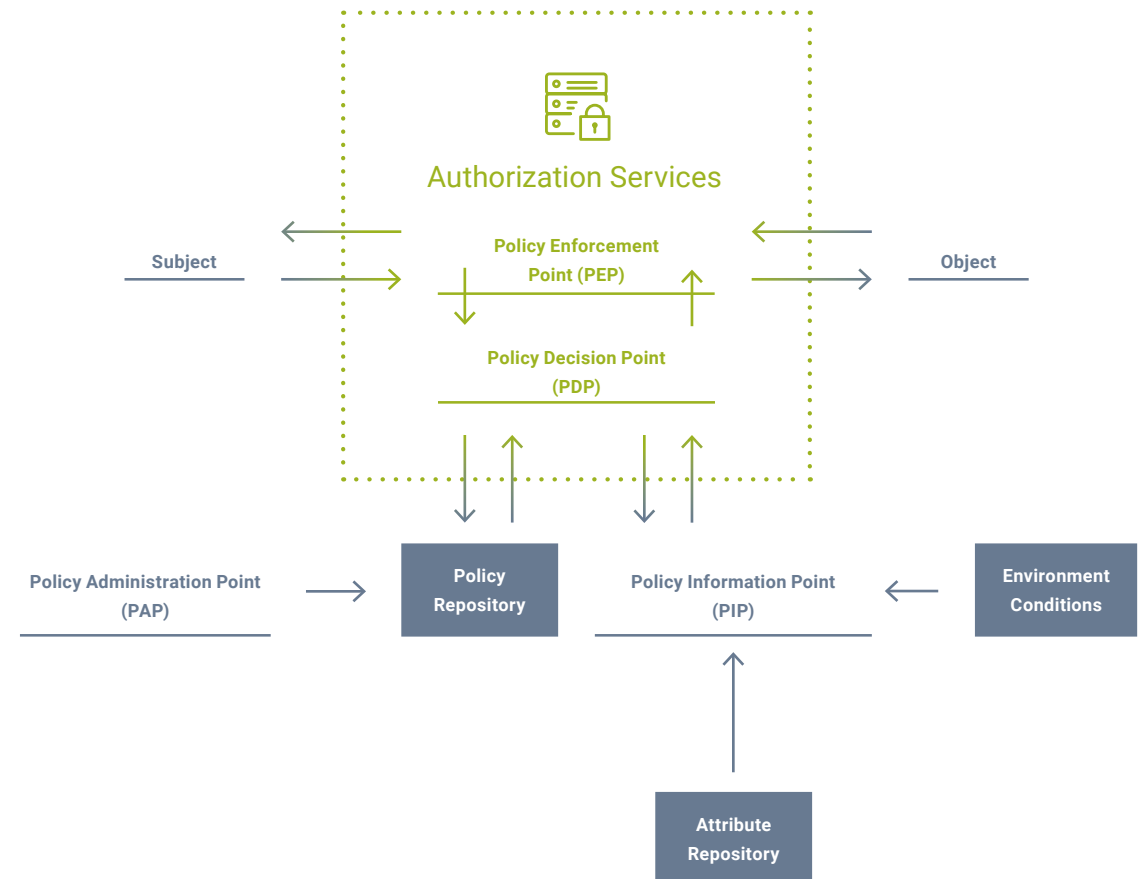 Authorization Services
Subject
Policy Enforcement
Point (PEP)
Object
Policy Decision Point
(PDP)
Policy Administration Point
(PAP)
Policy
Repository
Policy Information Point
(PIP)
Environment
Conditions
Attribute
Repository